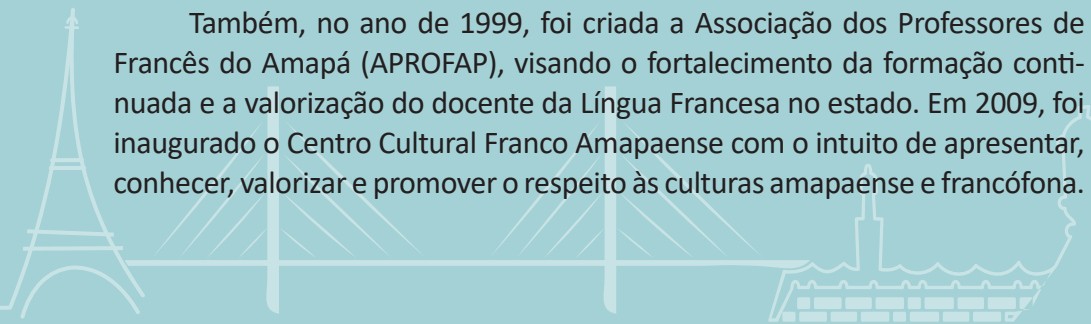 Também, no ano de 1999, foi criada a Associação dos Professores de
Francês do Amapá (APROFAP), visando o fortalecimento da formação conti-
nuada e a valorização do docente da Língua Francesa no estado. Em 2009, foi
inaugurado o Centro Cultural Franco Amapaense com o intuito de apresentar,
conhecer, valorizar e promover o respeito às culturas amapaense e francófona.